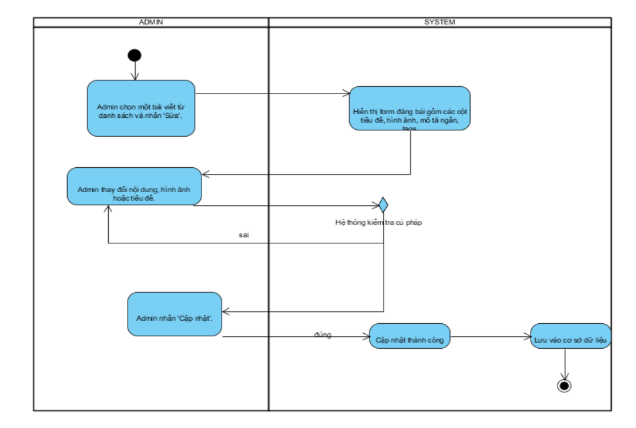 ADMIN
SYSTEM
Admin chọn một bài viết từ
danh sách và nhấn 'Sửa'.
Hiển thị form đăng bài gồm các cột
tiêu đề, hình ảnh, mô tả ngắn,
tags
Admin thay đổi nội dung, hình ảnh
hoặc tiêu đề.
Hệ thống kiểm tra cú pháp
sai
Admin nhấn 'Cập nhật'.
đúng
Cập nhật thành công
Lưu vào cơ sở dữ liệu